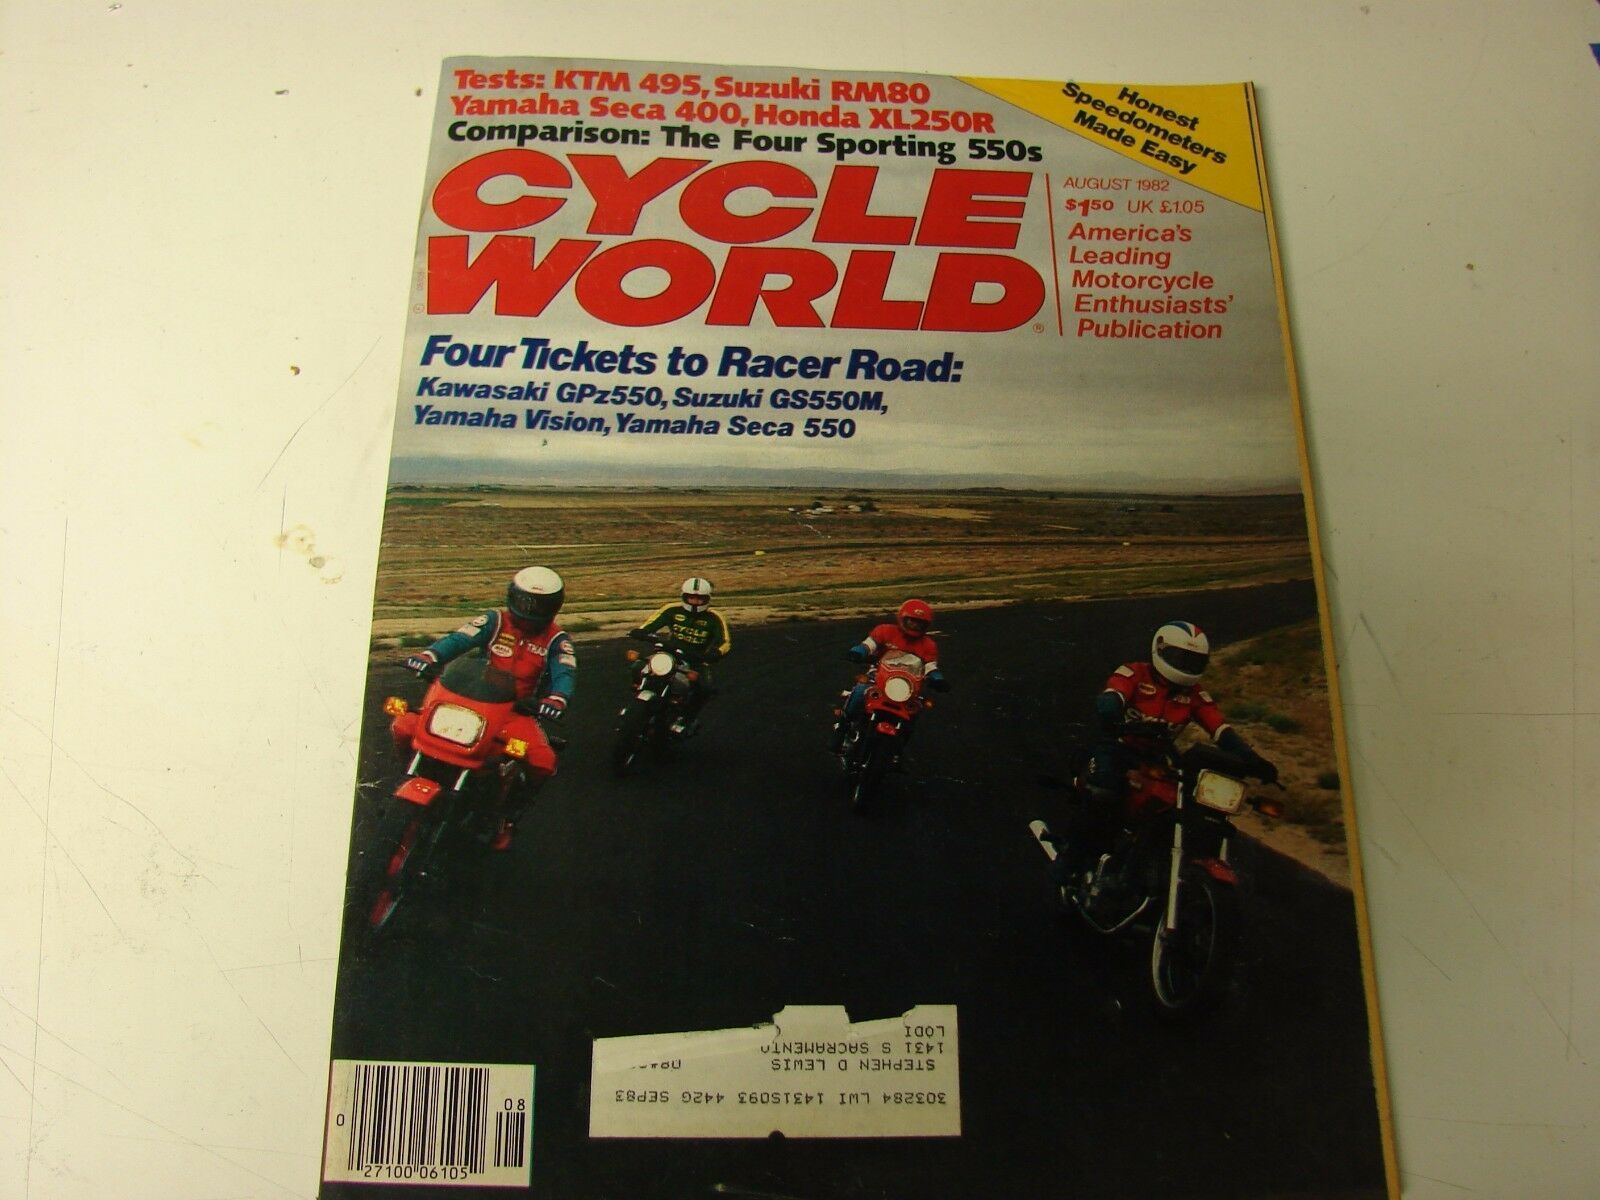 Tests: KTM 495, Suzuki RM80
Yamaha Seca 400, Honda XL250R
Comparison: The Four Sporting 550s
Honest
Speedometers
Made Easy
CYCLE
WORLD
®
AUGUST 1982
$1.50 UK £1.05
America's
Leading
Motorcycle
Enthusiasts'
Publication
Four Tickets to Racer Road:
Kawasaki GPz550, Suzuki GS550M,
Yamaha Vision, Yamaha Seca 550
CYCLE
WORLD
303284 LWI 1431S093 442G SEP83
STEPHEN D LEWIS
1431 S SACRAMENTO
LODI
0
27100 06105
08